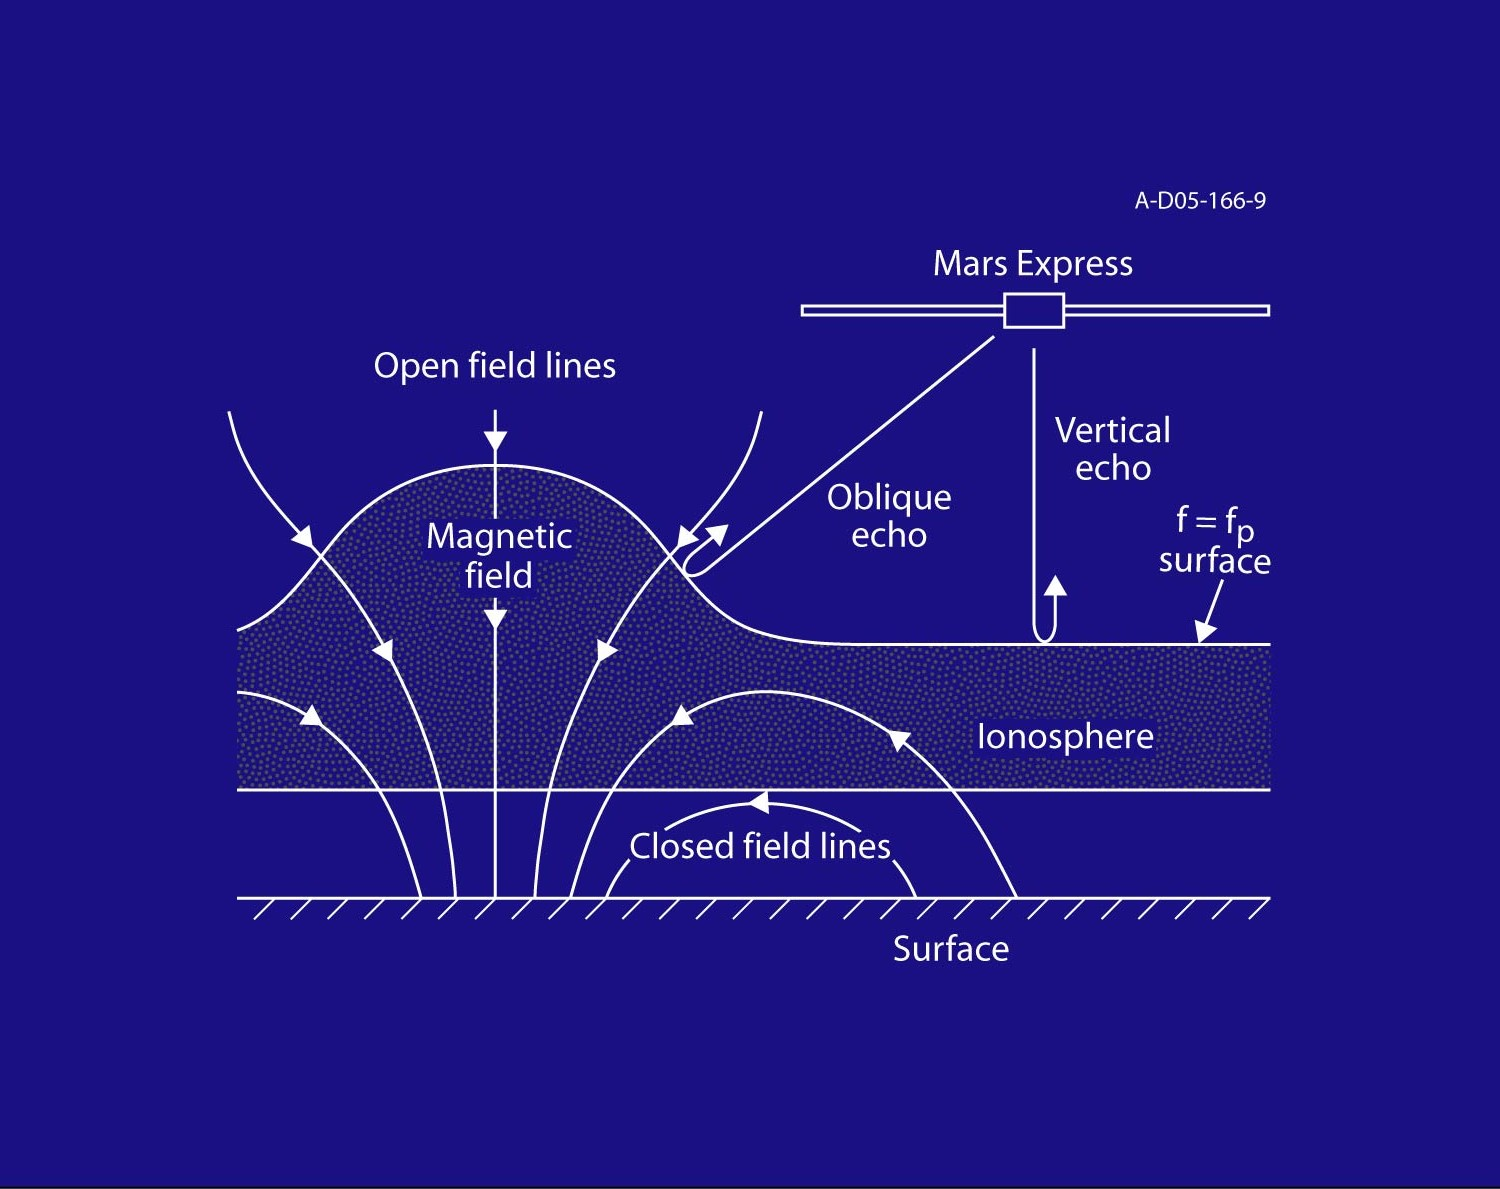 A-D05-166-9
Mars Express
Open field lines
Vertical
echo
Oblique
echo
f = fp
surface
Magnetic
field
Ionosphere
Closed field lines
Surface